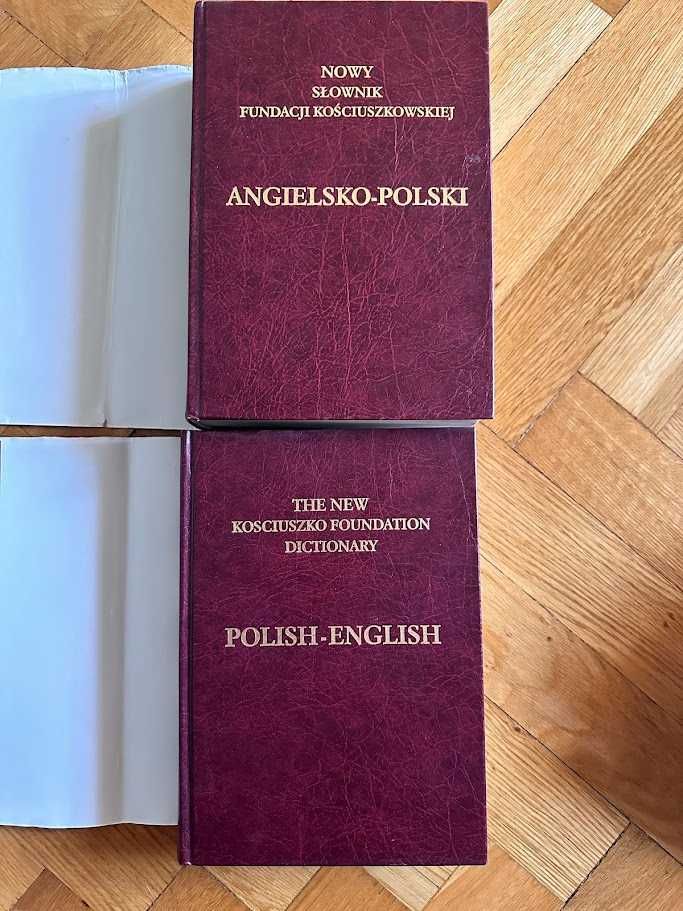 NOWY
SŁOWNIK
FUNDACJI KOŚCIUSZKOWSKIEJ
ANGIELSKO-POLSKI
THE NEW
KOSCIUSZKO FOUNDATION
DICTIONARY
POLISH-ENGLISH